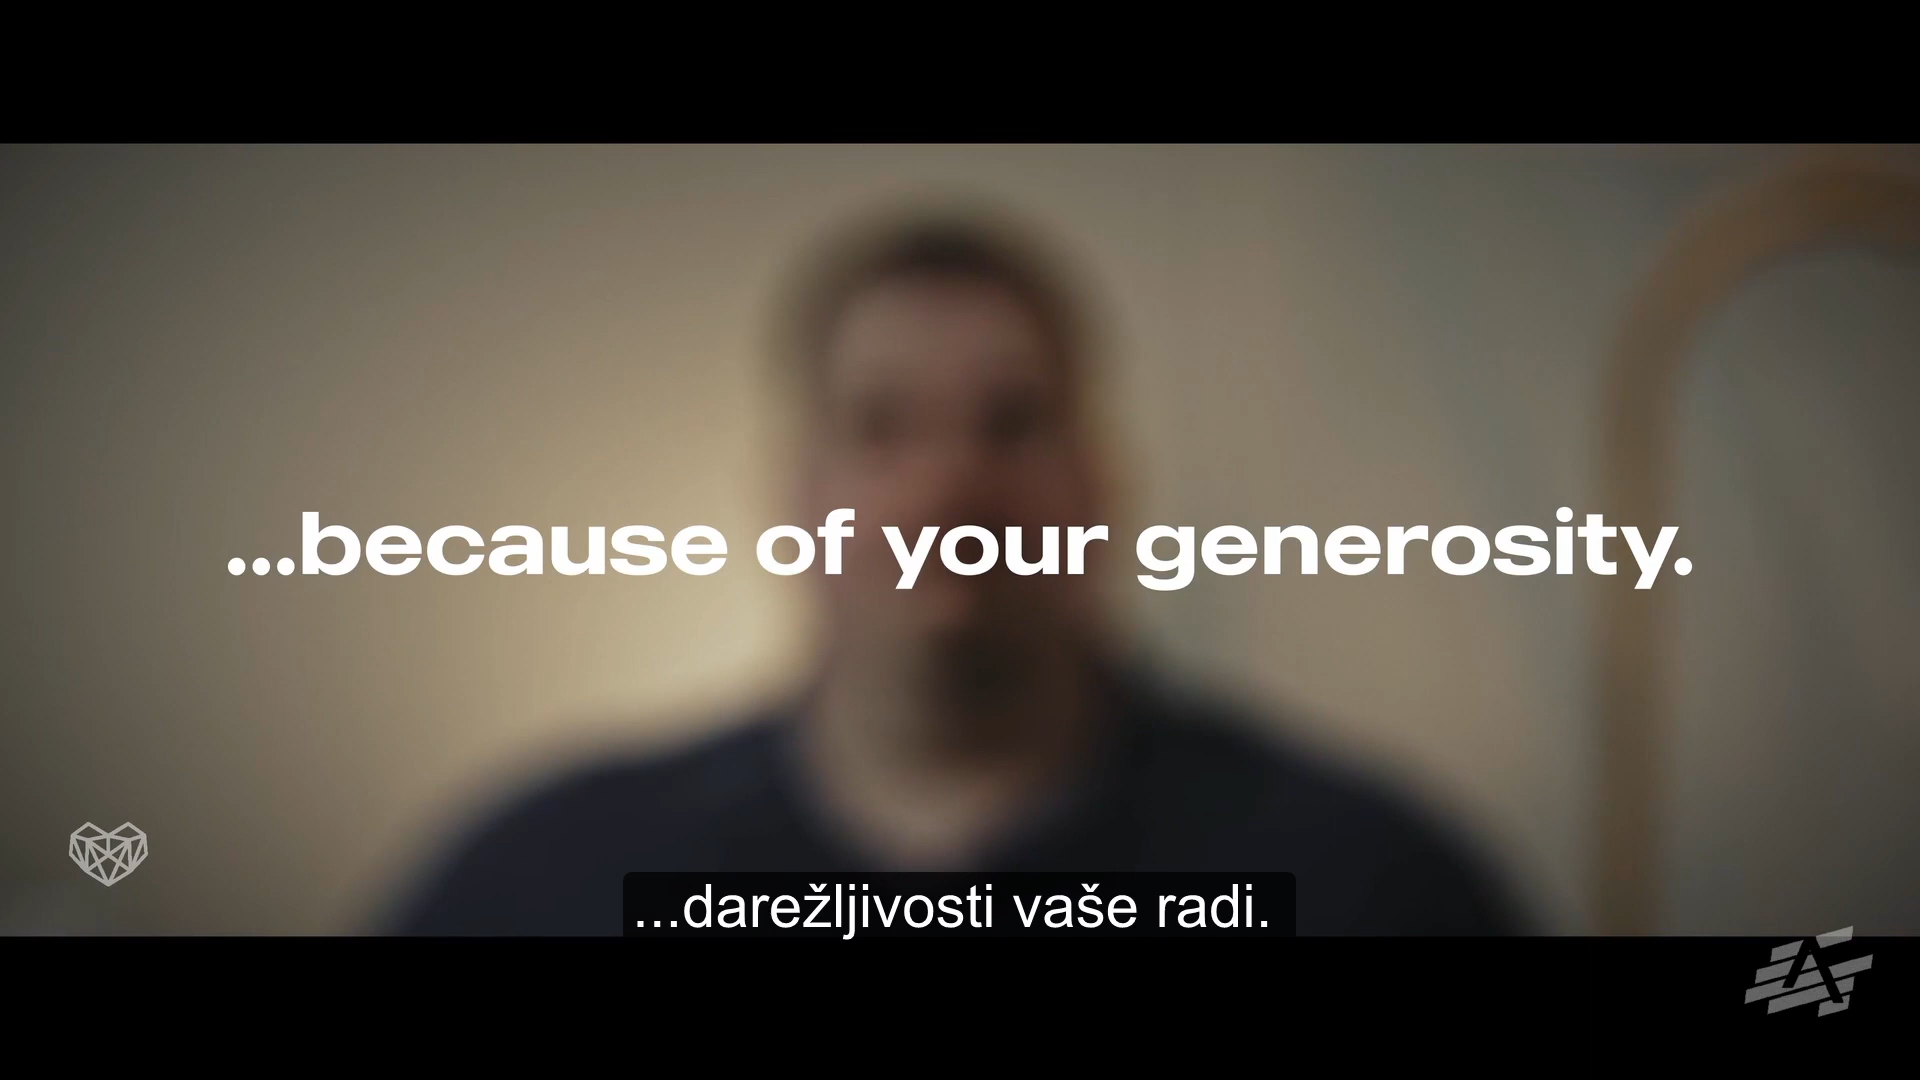 ...because of your generosity.
...darežljivosti vaše radi.